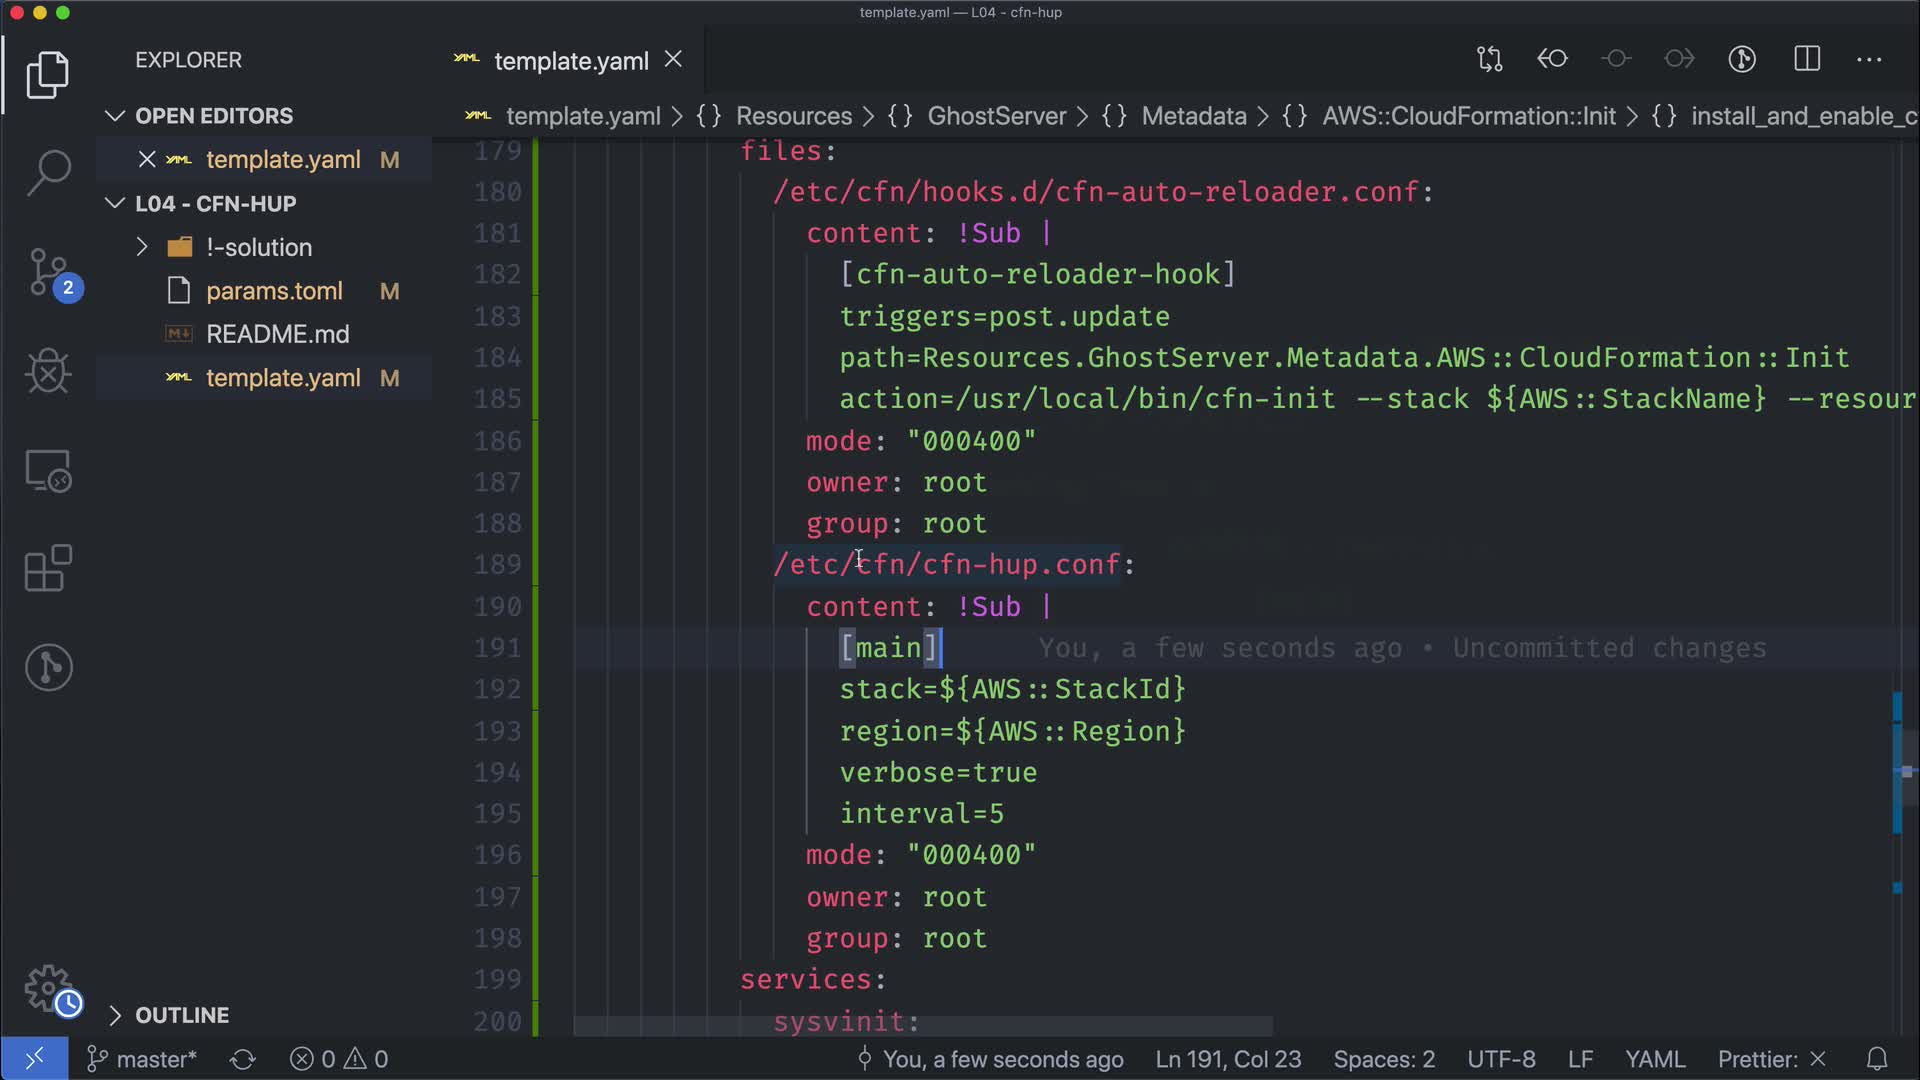 template.yaml — L04 - cfn-hup
EXPLORER
template.yaml
OPEN EDITORS
template.yaml > {} Resources > {} GhostServer > {} Metadata > {} AWS::CloudFormation::Init > {} install_and_enable_c
template.yaml M
L04 - CFN-HUP
!-solution
params.toml M
README.md
template.yaml M
2
179 files:
180 /etc/cfn/hooks.d/cfn-auto-reloader.conf:
181 content: !Sub |
182 [cfn-auto-reloader-hook]
183 triggers=post.update
184 path=Resources.GhostServer.Metadata.AWS::CloudFormation::Init
185 action=/usr/local/bin/cfn-init --stack ${AWS::StackName} --resour
186 mode: "000400"
187 owner: root
188 group: root
189 /etc/cfn/cfn-hup.conf:
190 content: !Sub |
191 [main] You, a few seconds ago • Uncommitted changes
192 stack=${AWS::StackId}
193 region=${AWS::Region}
194 verbose=true
195 interval=5
196 mode: "000400"
197 owner: root
198 group: root
199 services:
200 sysvinit:
OUTLINE
master* 0 0 You, a few seconds ago Ln 191, Col 23 Spaces: 2 UTF-8 LF YAML Prettier: ×